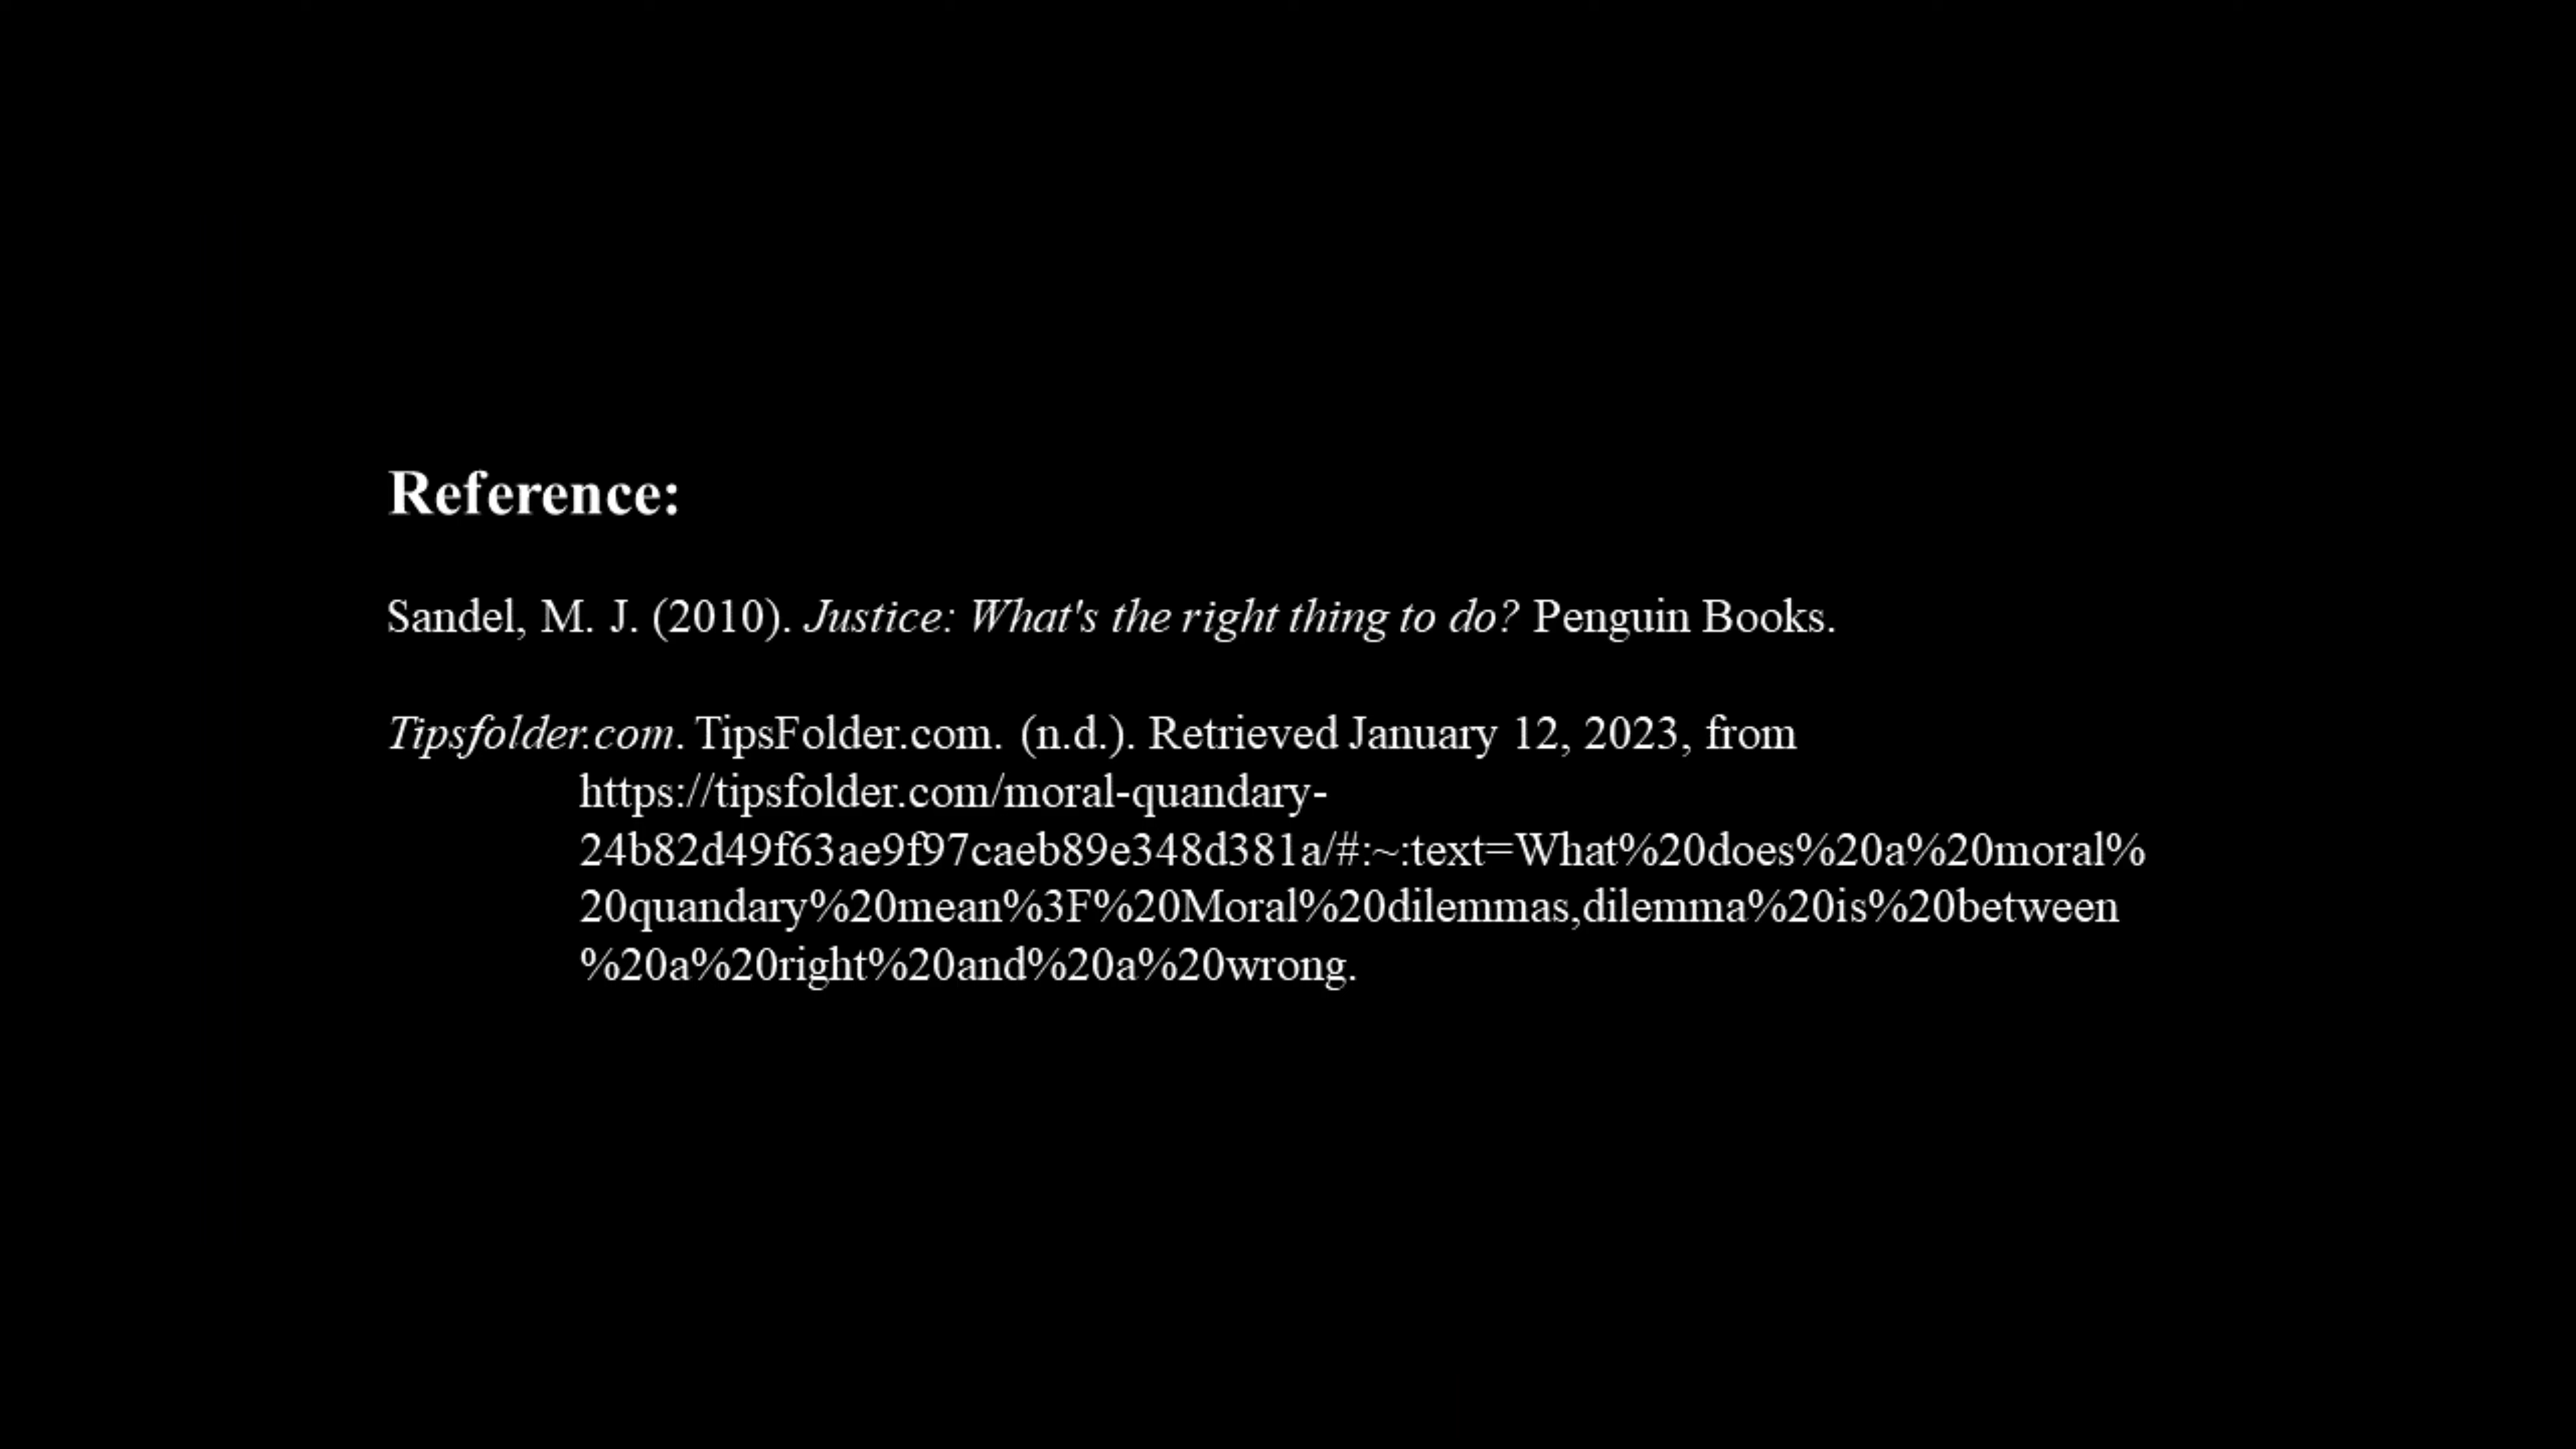 Reference:
Sandel, M. J. (2010). Justice: What's the right thing to do? Penguin Books.
Tipsfolder.com. TipsFolder.com. (n.d.). Retrieved January 12, 2023, from
https://tipsfolder.com/moral-quandary-
24b82d49f63ae9f97caeb89e348d381a/#:~:text=What%20does%20a%20moral%
20quandary%20mean%3F%20Moral%20dilemmas,dilemma%20is%20between
%20a%20right%20and%20a%20wrong.